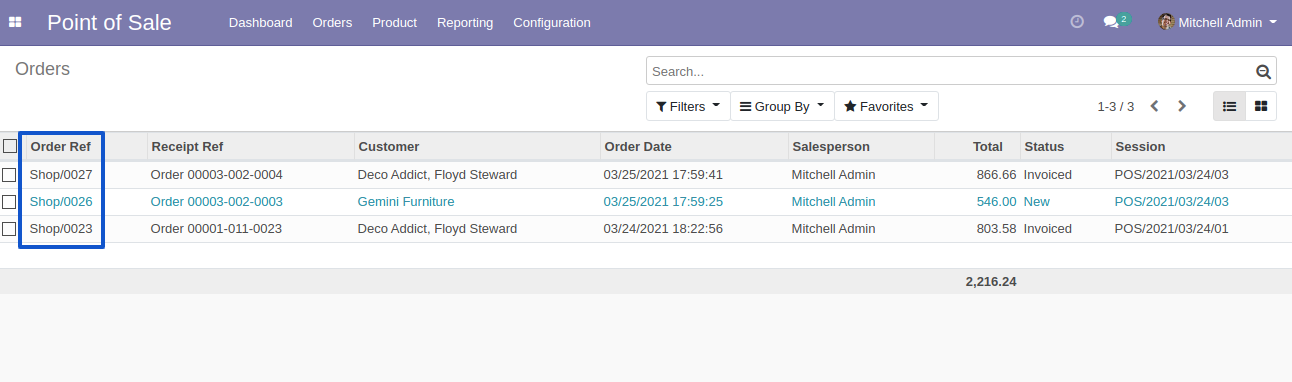 Point of Sale Dashboard Orders Product Reporting Configuration 2 Mitchell Admin
Orders
Search...
Filters Group By Favorites 1-3 / 3
Order Ref Receipt Ref Customer Order Date Salesperson Total Status Session
Shop/0027 Order 00003-002-0004 Deco Addict, Floyd Steward 03/25/2021 17:59:41 Mitchell Admin 866.66 Invoiced POS/2021/03/24/03
Shop/0026 Order 00003-002-0003 Gemini Furniture 03/25/2021 17:59:25 Mitchell Admin 546.00 New POS/2021/03/24/03
Shop/0023 Order 00001-011-0023 Deco Addict, Floyd Steward 03/24/2021 18:22:56 Mitchell Admin 803.58 Invoiced POS/2021/03/24/01
2,216.24